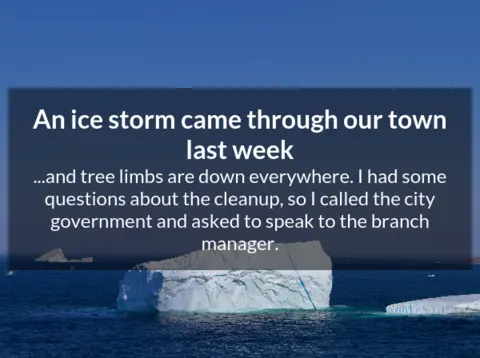 An ice storm came through our town
last week
...and tree limbs are down everywhere. I had some
questions about the cleanup, so I called the city
government and asked to speak to the branch
manager.